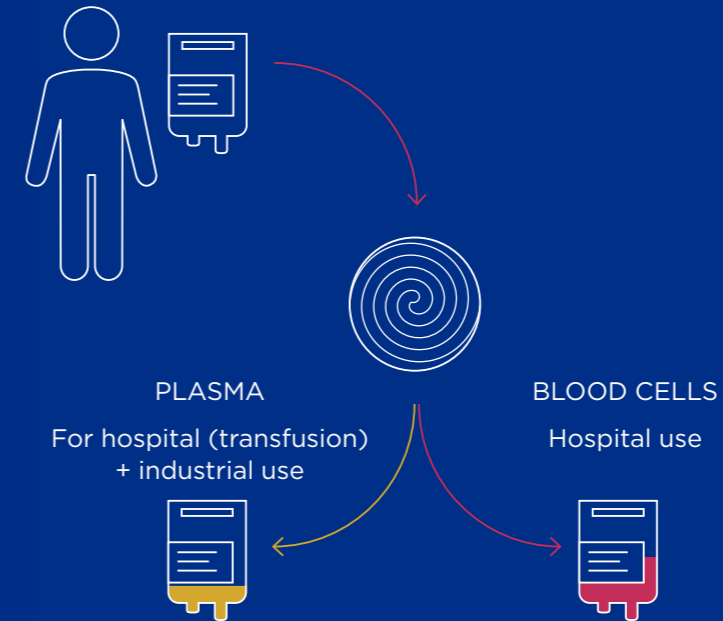 PLASMA
For hospital (transfusion)
+ industrial use
BLOOD CELLS
Hospital use